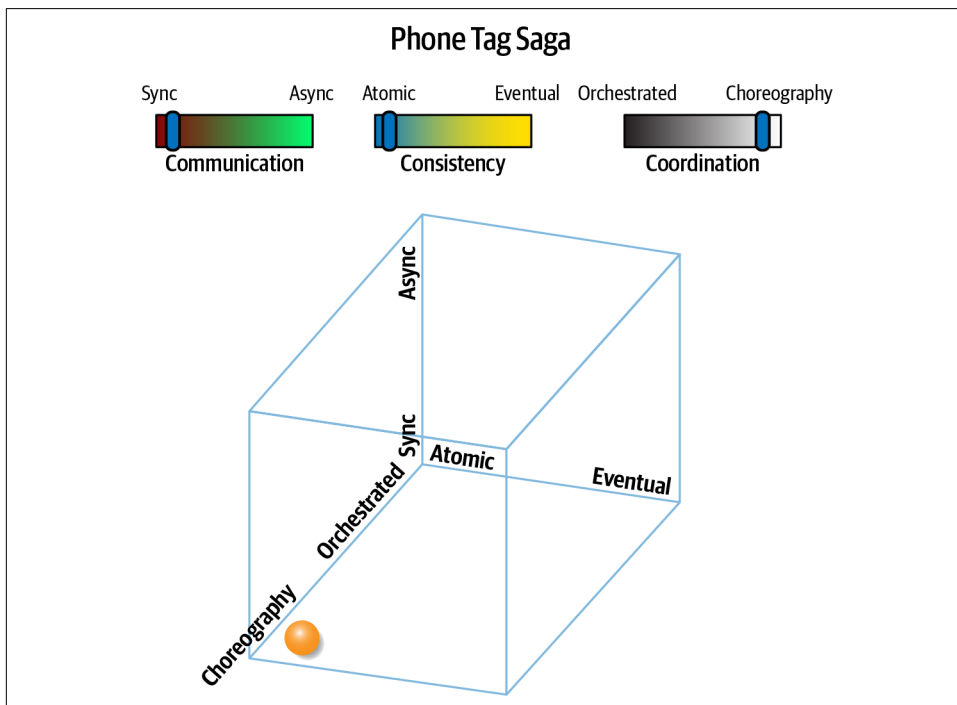 Phone Tag Saga
Sync Async Atomic Eventual Orchestrated Choreography
Communication Consistency Coordination
Async
Sync
Atomic
Eventual
Orchestrated
Choreography